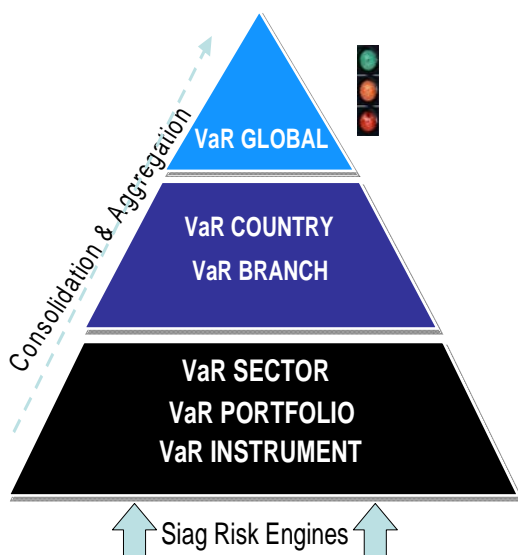 VaR GLOBAL
Consolidation & Aggregation
VaR COUNTRY
VaR BRANCH
VaR SECTOR
VaR PORTFOLIO
VaR INSTRUMENT
Siag Risk Engines